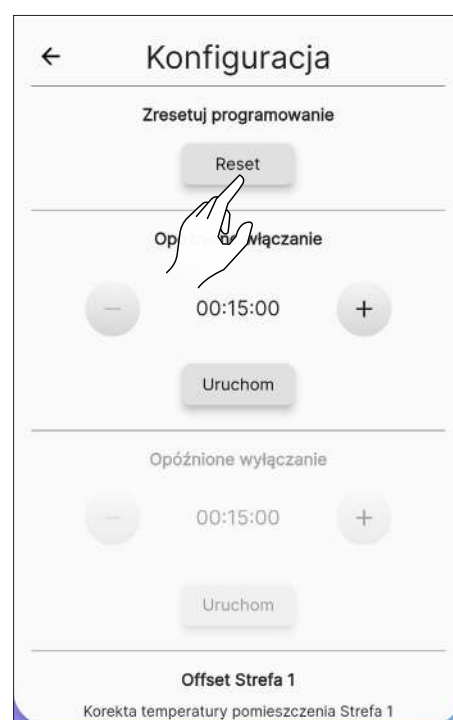 Konfiguracja
Zresetuj programowanie
Reset
Opóźnione włączanie
00:15:00
Uruchom
Opóźnione wyłączanie
00:15:00
Uruchom
Offset Strefa 1
Korekta temperatury pomieszczenia Strefa 1